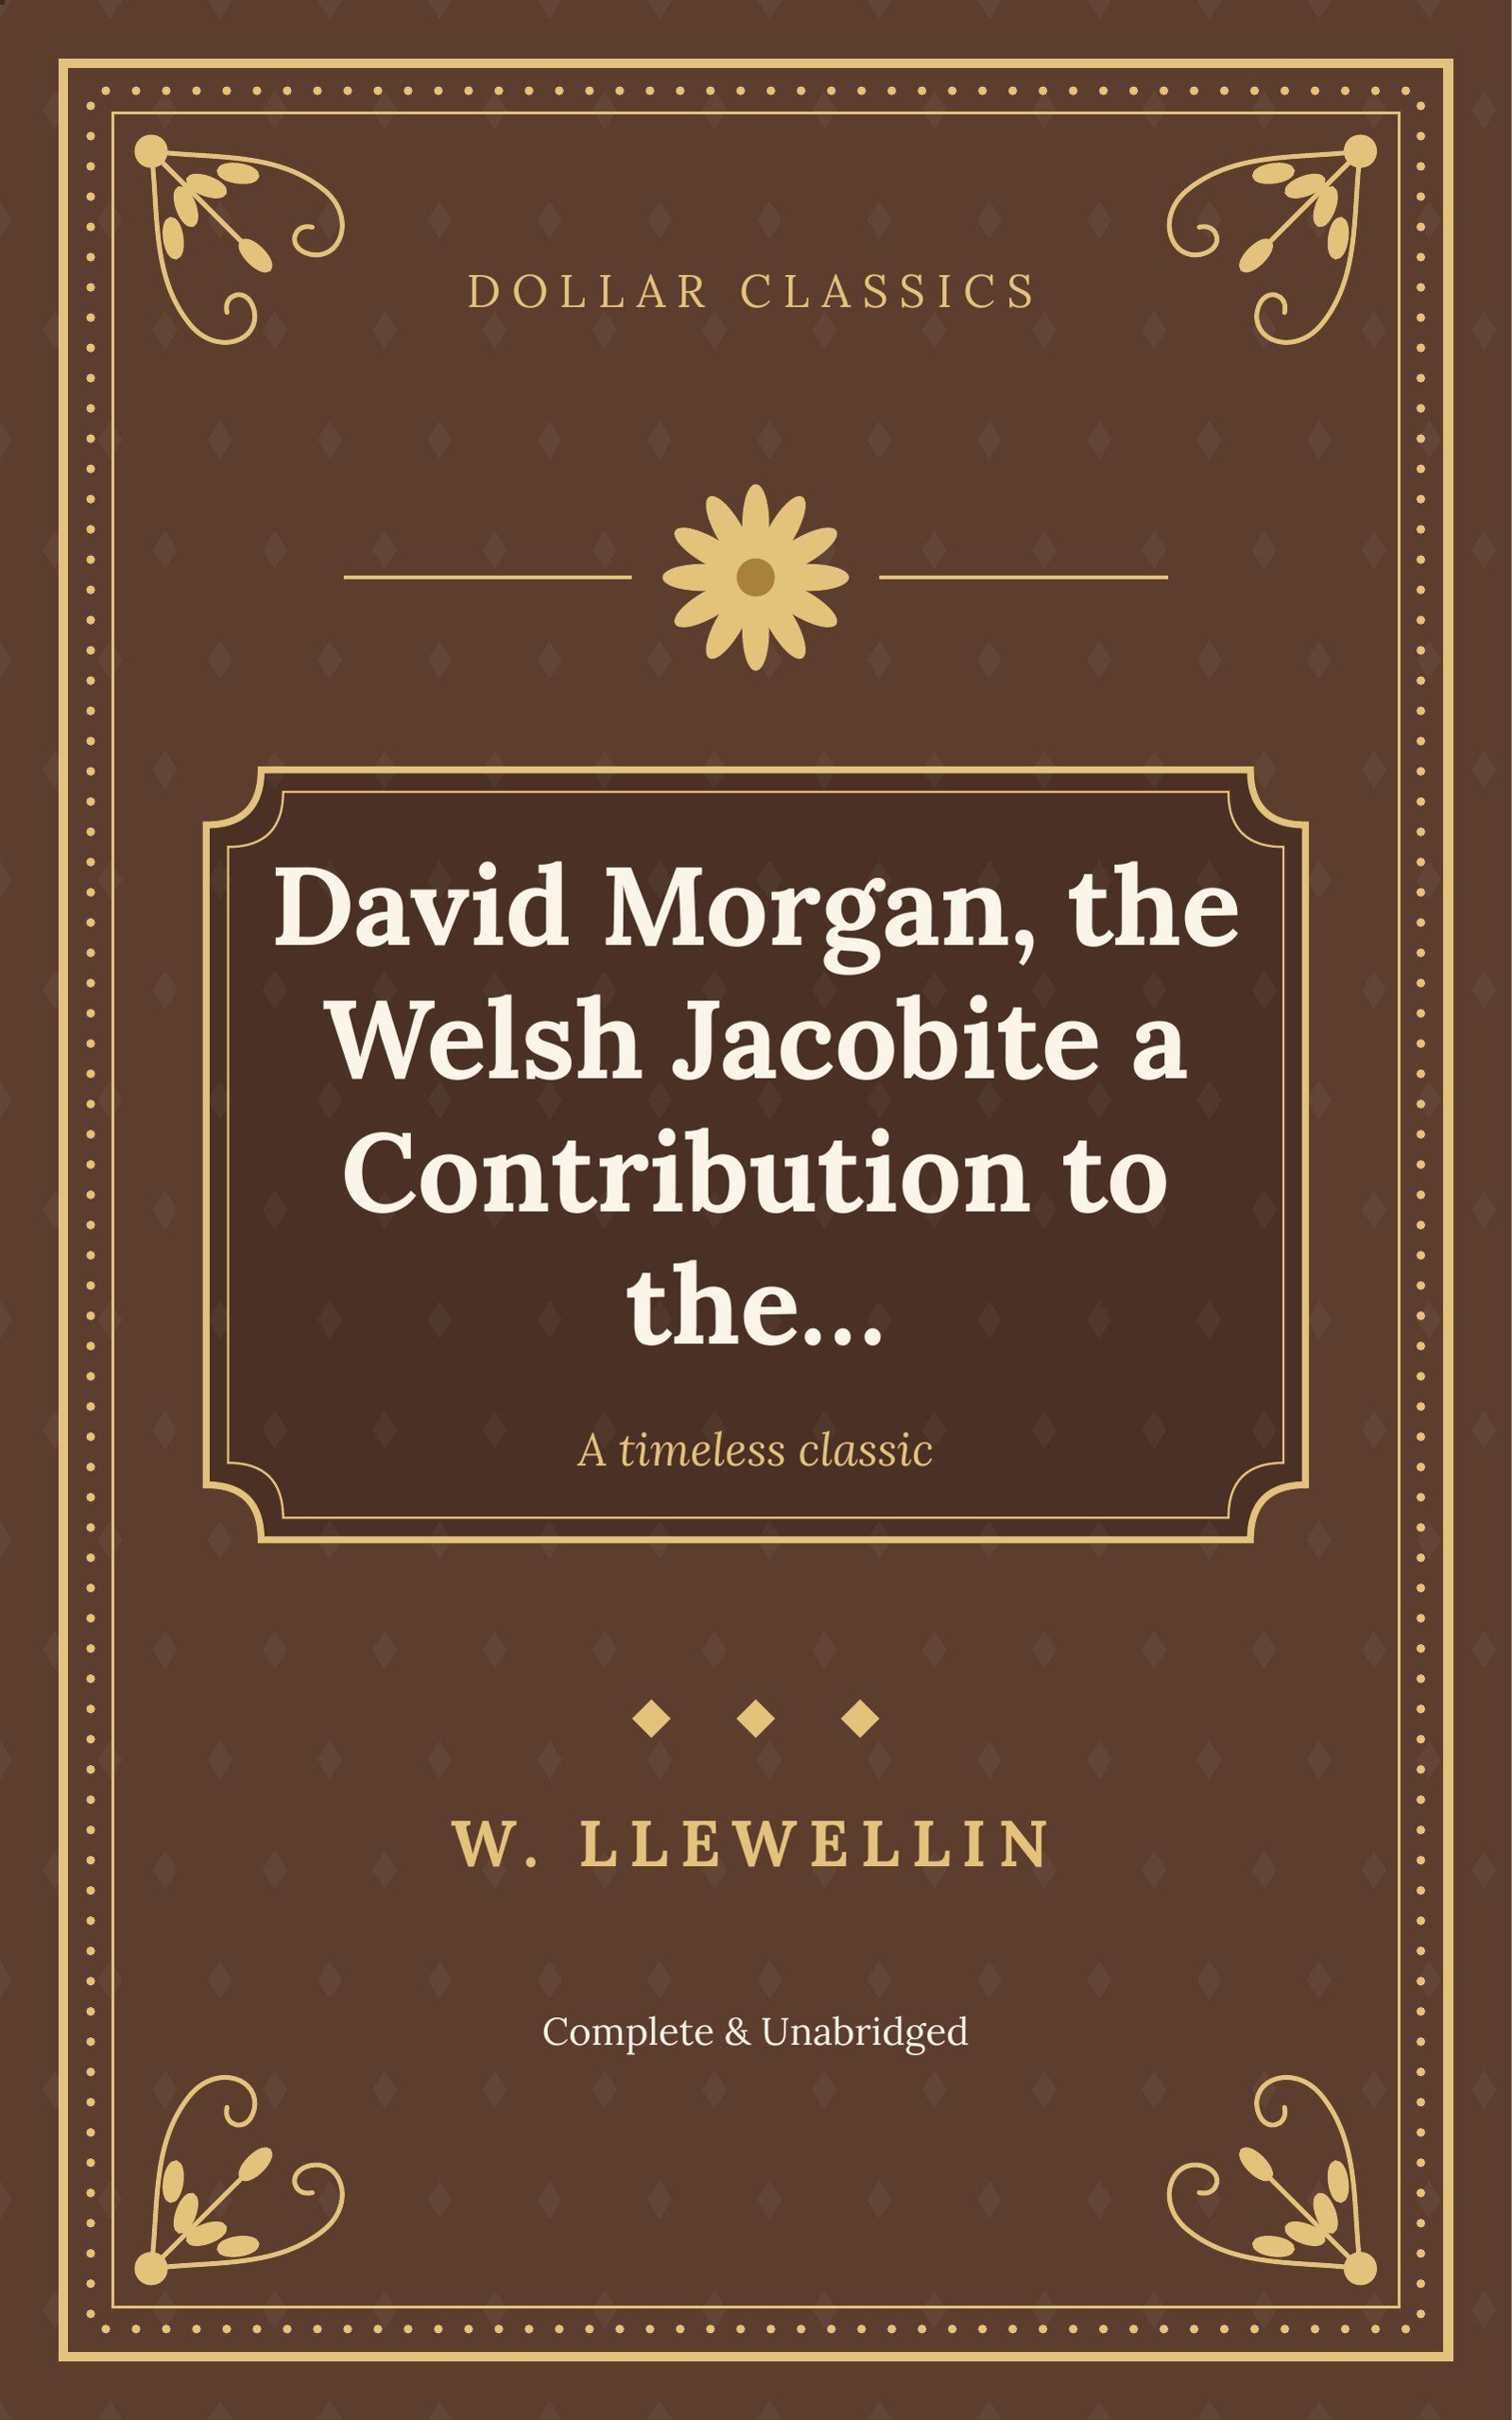 DOLLAR CLASSICS
David Morgan, the
Welsh Jacobite a
Contribution to
the...
A timeless classic
W. LLEWELLIN
Complete & Unabridged